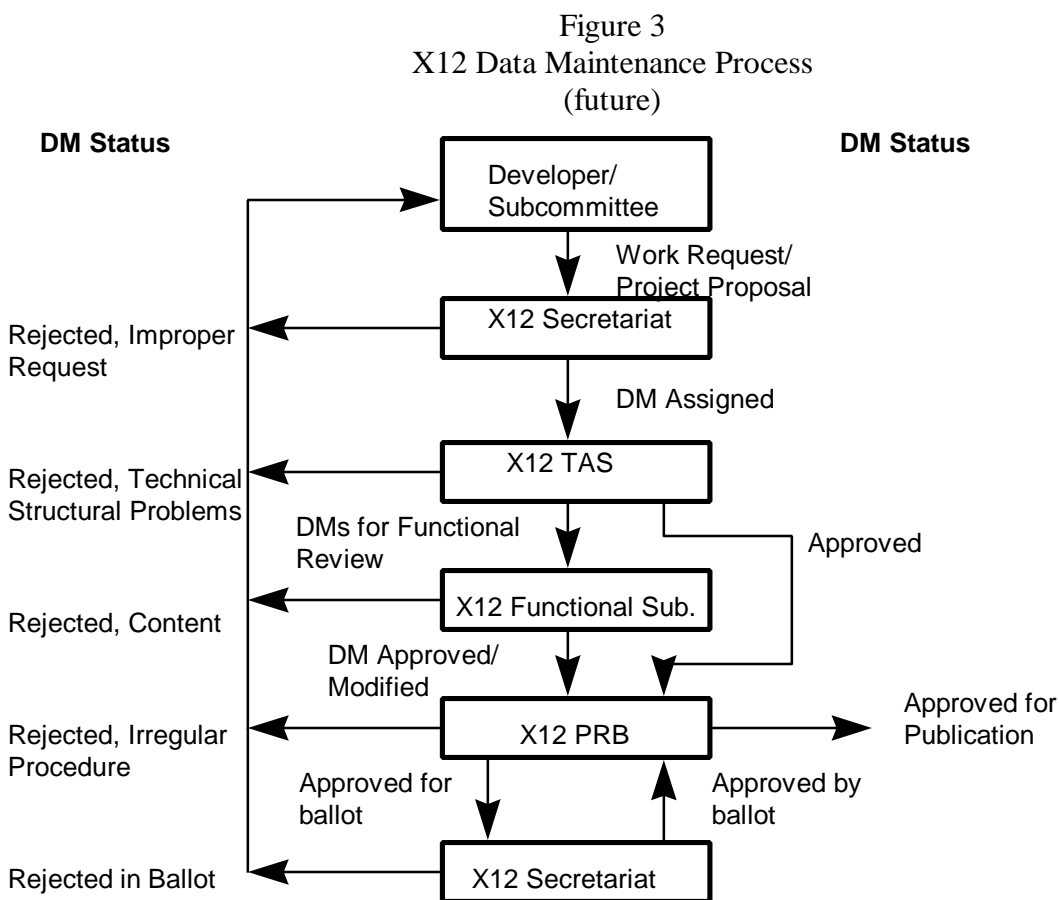 Figure 3
X12 Data Maintenance Process
(future)
DM Status
DM Status
Developer/
Subcommittee
Work Request/
Project Proposal
X12 Secretariat
Rejected, Improper
Request
DM Assigned
X12 TAS
Rejected, Technical
Structural Problems
DMs for Functional
Review
Approved
X12 Functional Sub.
Rejected, Content
DM Approved/
Modified
X12 PRB
Approved for
Publication
Rejected, Irregular
Procedure
Approved for
ballot
Approved by
ballot
X12 Secretariat
Rejected in Ballot